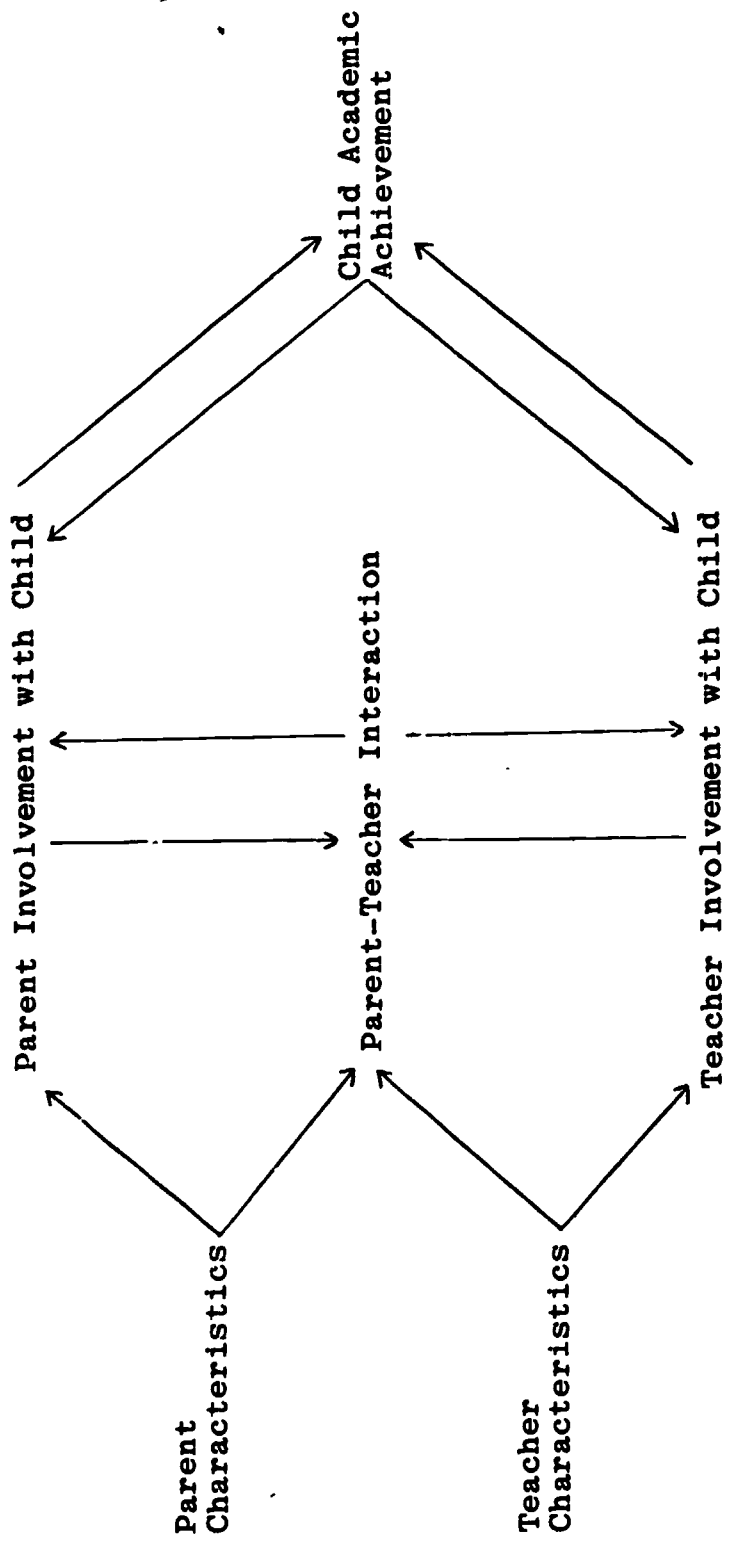 Parent
Characteristics
Teacher
Characteristics
Parent Involvement with Child
Parent-Teacher Interaction
Teacher Involvement with Child
Child Academic
Achievement